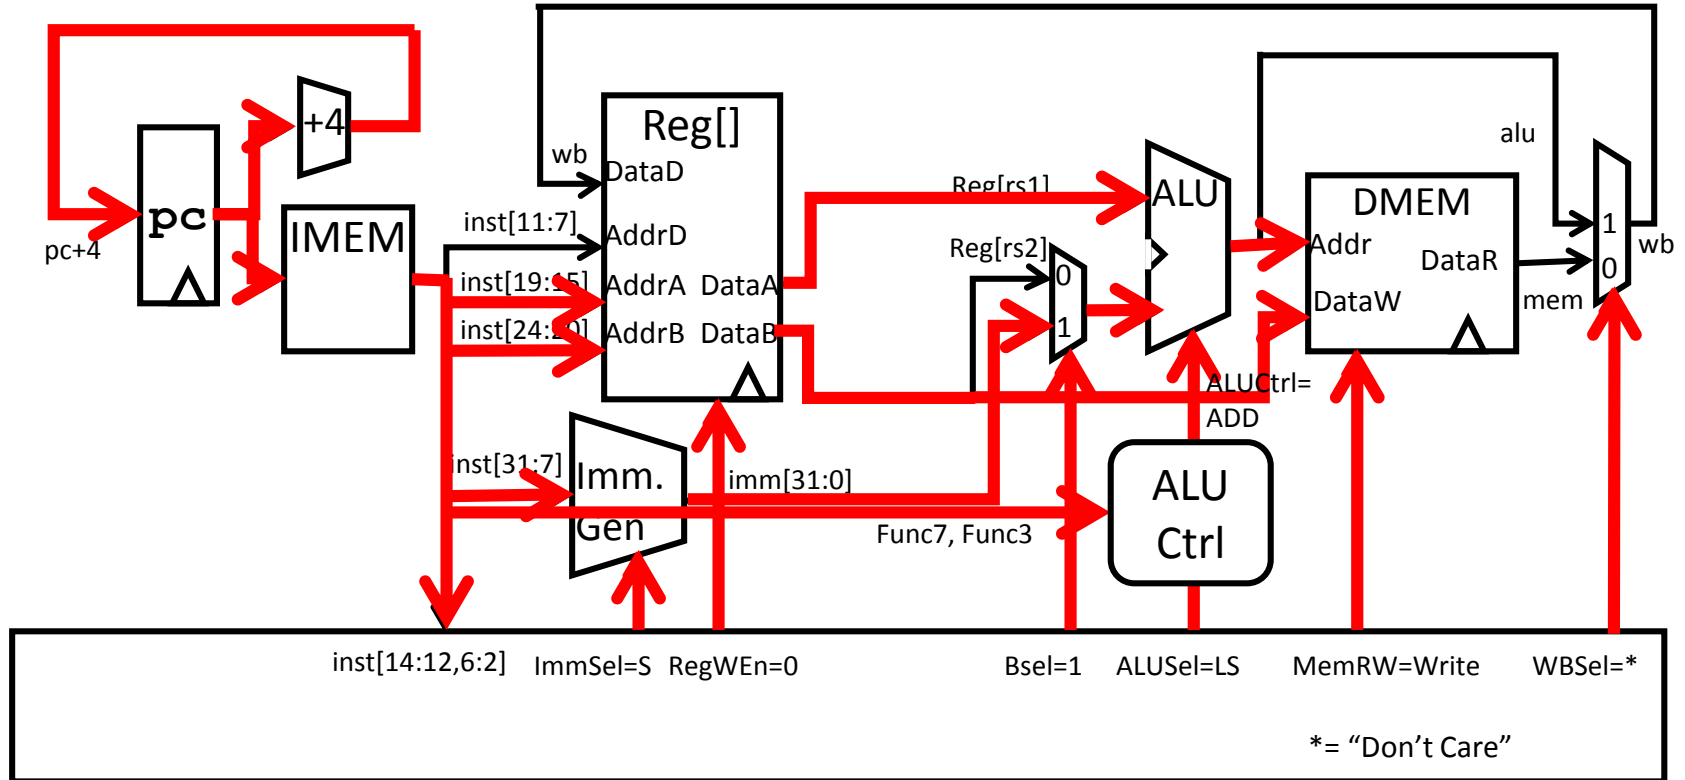 wb
Reg[]
DataD
+4
alu
pc
pc+4
IMEM
inst[11:7]
AddrD
inst[19:15]
AddrA
DataA
inst[24:20]
AddrB
DataB
Reg[rs1]
Reg[rs2]
0
1
ALU
DMEM
Addr
DataR
DataW
mem
1
0
wb
ALUCtrl=
ADD
inst[31:7]
Imm.
Gen
imm[31:0]
Func7, Func3
ALU
Ctrl
inst[14:12,6:2]
ImmSel=S
RegWEn=0
Bsel=1
ALUSel=LS
MemRW=Write
WBSel=*
*= “Don’t Care”